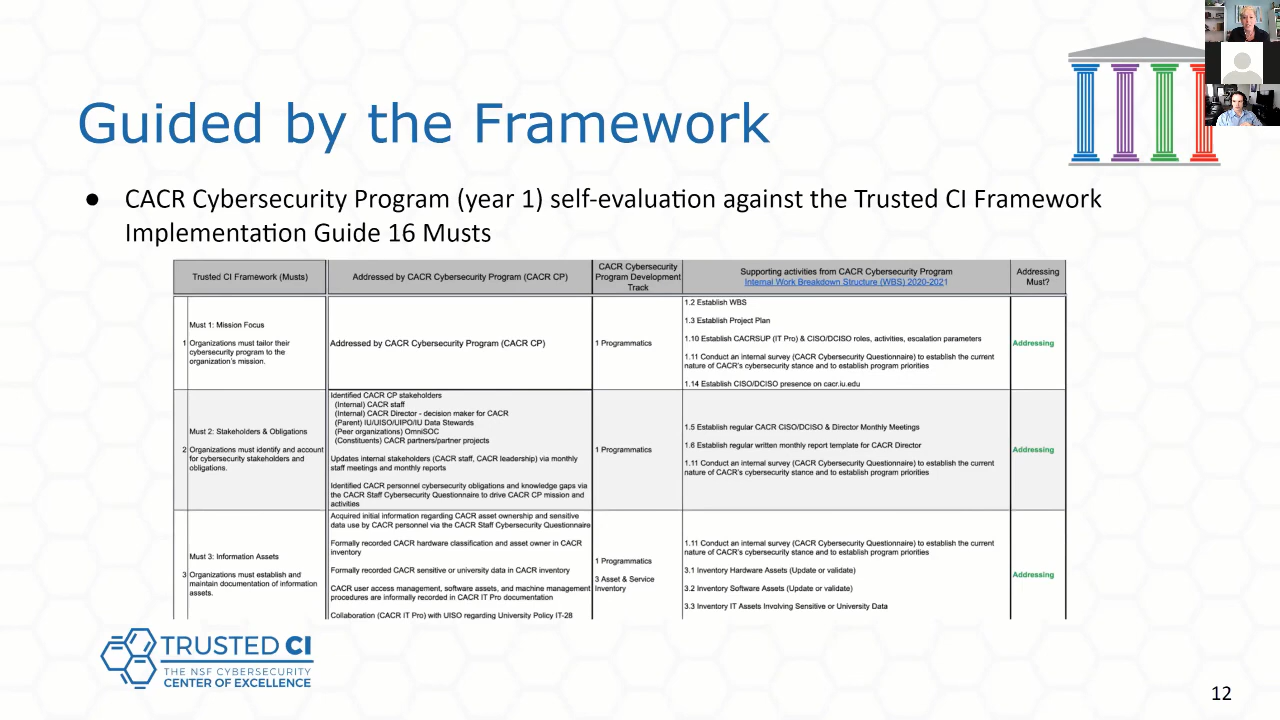 Guided by the Framework
● CACR Cybersecurity Program (year 1) self-evaluation against the Trusted CI Framework
Implementation Guide 16 Musts
Trusted CI Framework (Musts)
Addressed by CACR Cybersecurity Program (CACR CP)
CACR Cybersecurity
Program Development
Track
Supporting activities from CACR Cybersecurity Program
Internal Work Breakdown Structure (WBS) 2020-2021
Addressing
Must?
1
Must 1: Mission Focus
Organizations must tailor their
cybersecurity program to the
organization's mission.
Addressed by CACR Cybersecurity Program (CACR CP)
1 Programmatics
1.2 Establish WBS
1.3 Establish Project Plan
1.10 Establish CACRSUP (IT Pro) & CISO/DCISO roles, activities, escalation parameters
1.11 Conduct an internal survey (CACR Cybersecurity Questionnaire) to establish the current
nature of CACR's cybersecurity stance and to establish program priorities
1.14 Establish CISO/DCISO presence on cacr.iu.edu
Addressing
2
Must 2: Stakeholders & Obligations
Organizations must identify and account
for cybersecurity stakeholders and
obligations.
Identified CACR CP stakeholders
(Internal) CACR staff
(Internal) CACR Director - decision maker for CACR
(Parent) IU/UISO/UIPO/IU Data Stewards
(Peer organizations) OmniSOC
(Constituents) CACR partners/partner projects
Updates internal stakeholders (CACR staff, CACR leadership) via monthly
staff meetings and monthly reports
Identified CACR personnel cybersecurity obligations and knowledge gaps via
the CACR Staff Cybersecurity Questionnaire to drive CACR CP mission and
activities
1 Programmatics
1.5 Establish regular CACR CISO/DCISO & Director Monthly Meetings
1.6 Establish regular written monthly report template for CACR Director
1.11 Conduct an internal survey (CACR Cybersecurity Questionnaire) to establish the current
nature of CACR's cybersecurity stance and to establish program priorities
Addressing
3
Must 3: Information Assets
Organizations must establish and
maintain documentation of information
assets.
Acquired initial information regarding CACR asset ownership and sensitive
data use by CACR personnel via the CACR Staff Cybersecurity Questionnaire
Formally recorded CACR hardware classification and asset owner in CACR
inventory
Formally recorded CACR sensitive or university data in CACR inventory
CACR user access management, software assets, and machine management
procedures are informally recorded in CACR IT Pro documentation
Collaboration (CACR IT Pro) with UISO regarding University Policy IT-28
1 Programmatics
3 Asset & Service
Inventory
1.11 Conduct an internal survey (CACR Cybersecurity Questionnaire) to establish the current
nature of CACR's cybersecurity stance and to establish program priorities
3.1 Inventory Hardware Assets (Update or validate)
3.2 Inventory Software Assets (Update or validate)
3.3 Inventory IT Assets Involving Sensitive or University Data
Addressing
TRUSTED CI
THE NSF CYBERSECURITY
CENTER OF EXCELLENCE
12